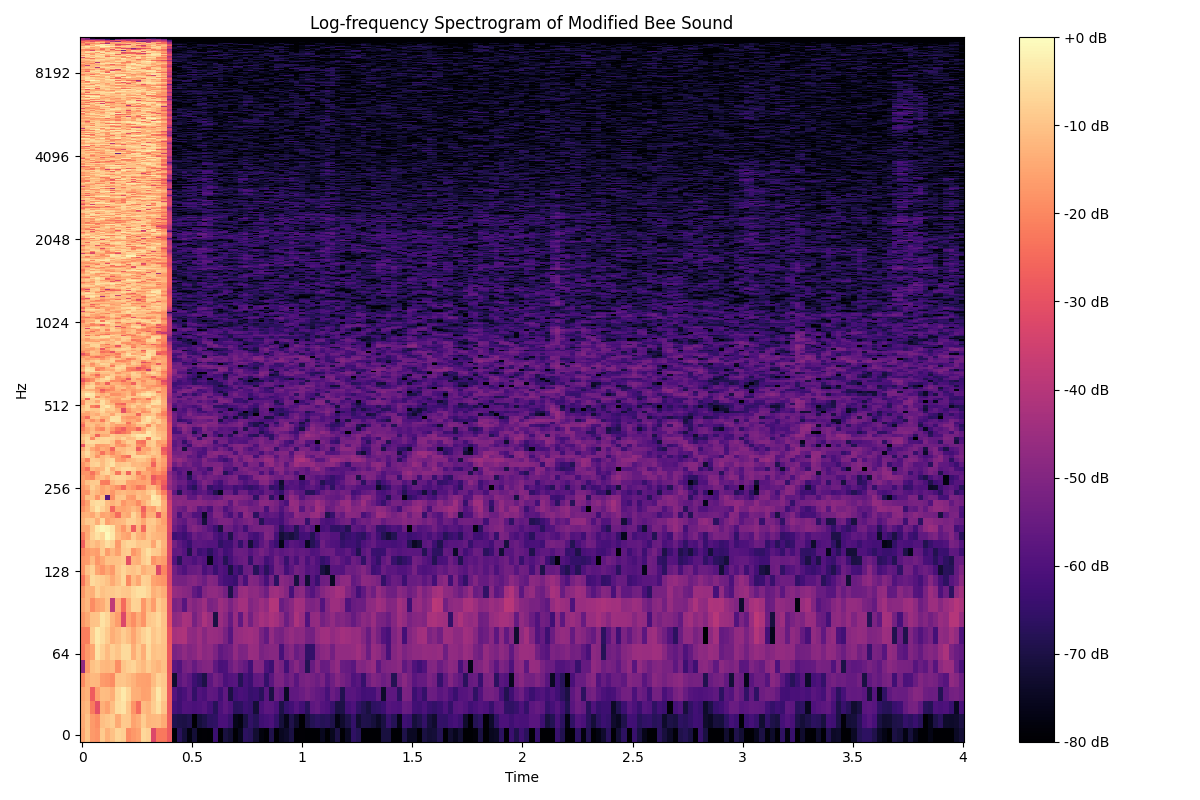 Log-frequency Spectrogram of Modified Bee Sound
Hz
8192
4096
2048
1024
512
256
128
64
0
0 0.5 1 1.5 2 2.5 3 3.5 4
Time
+0 dB
-10 dB
-20 dB
-30 dB
-40 dB
-50 dB
-60 dB
-70 dB
-80 dB